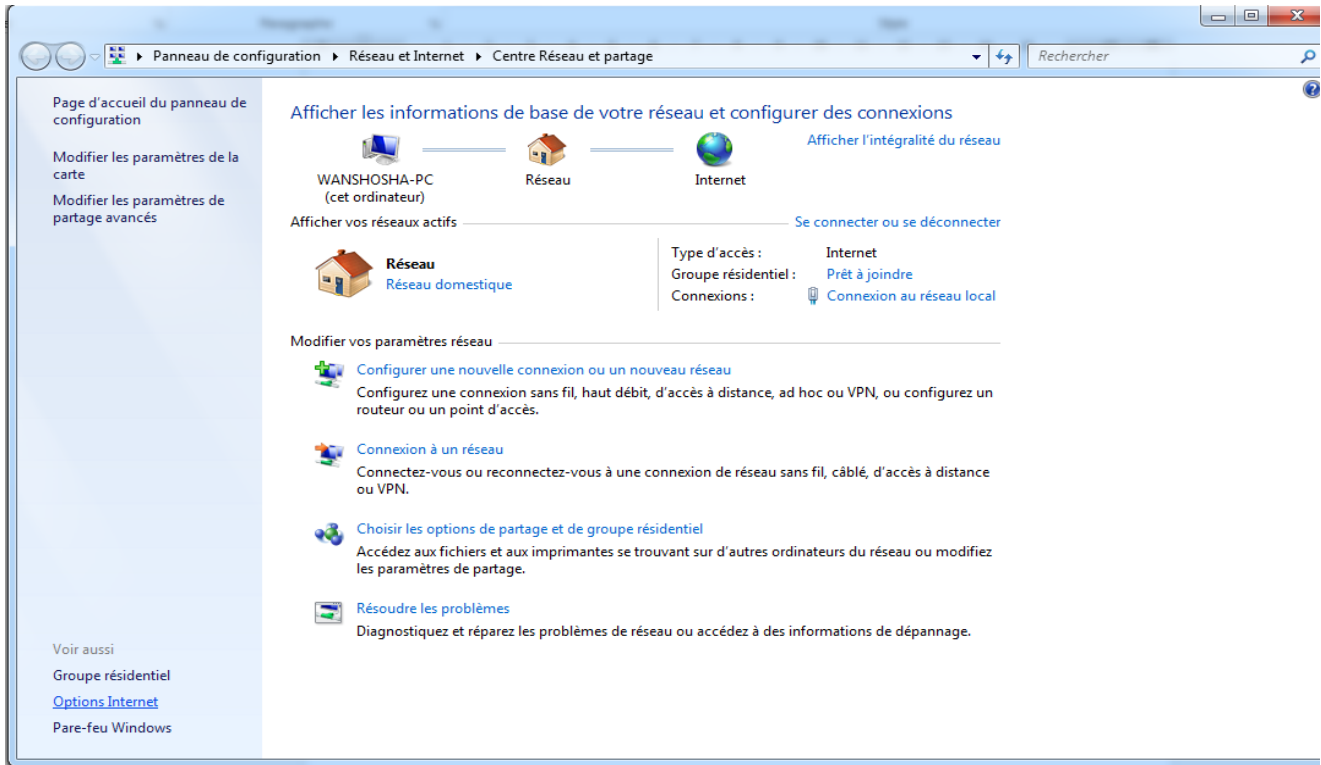 Panneau de configuration ▸ Réseau et Internet ▸ Centre Réseau et partage
Rechercher
Page d'accueil du panneau de
configuration
Modifier les paramètres de la
carte
Modifier les paramètres de
partage avancés
Afficher les informations de base de votre réseau et configurer des connexions
Afficher l'intégralité du réseau
WANSHOSHA-PC
(cet ordinateur)
Réseau
Internet
Afficher vos réseaux actifs
Se connecter ou se déconnecter
Réseau
Réseau domestique
Type d'accès : Internet
Groupe résidentiel : Prêt à joindre
Connexions : Connexion au réseau local
Modifier vos paramètres réseau
Configurer une nouvelle connexion ou un nouveau réseau
Configurez une connexion sans fil, haut débit, d'accès à distance, ad hoc ou VPN, ou configurez un
routeur ou un point d'accès.
Connexion à un réseau
Connectez-vous ou reconnectez-vous à une connexion de réseau sans fil, câblé, d'accès à distance
ou VPN.
Choisir les options de partage et de groupe résidentiel
Accédez aux fichiers et aux imprimantes se trouvant sur d'autres ordinateurs du réseau ou modifiez
les paramètres de partage.
Résoudre les problèmes
Diagnostiquez et réparez les problèmes de réseau ou accédez à des informations de dépannage.
Voir aussi
Groupe résidentiel
Options Internet
Pare-feu Windows